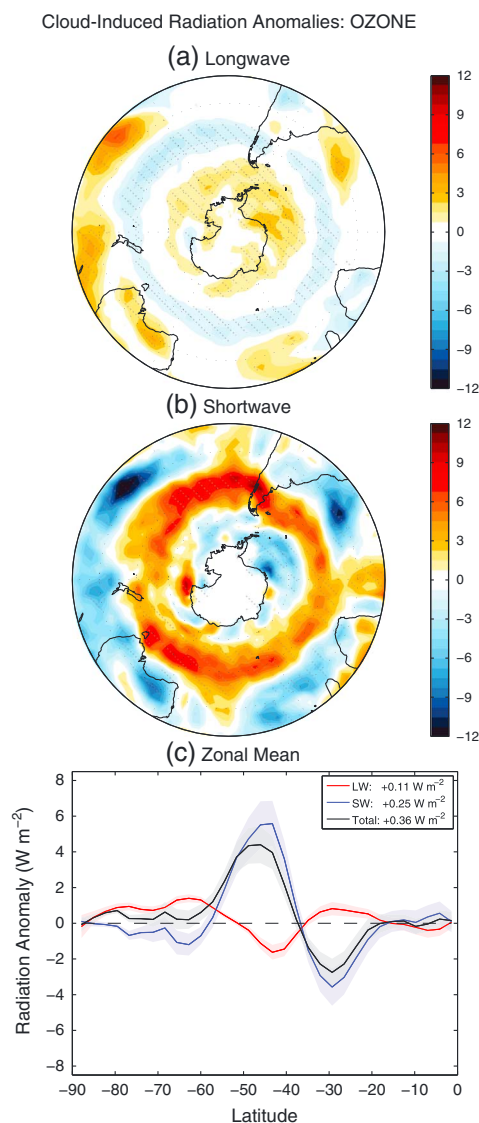 Cloud-Induced Radiation Anomalies: OZONE
(a) Longwave
12
9
6
3
0
−3
−6
−9
−12
(b) Shortwave
12
9
6
3
0
−3
−6
−9
−12
(c) Zonal Mean
8
6
4
2
0
−2
−4
−6
−8
Radiation Anomaly (W m−2)
LW: +0.11 W m−2
SW: +0.25 W m−2
Total: +0.36 W m−2
−90 −80 −70 −60 −50 −40 −30 −20 −10 0
Latitude